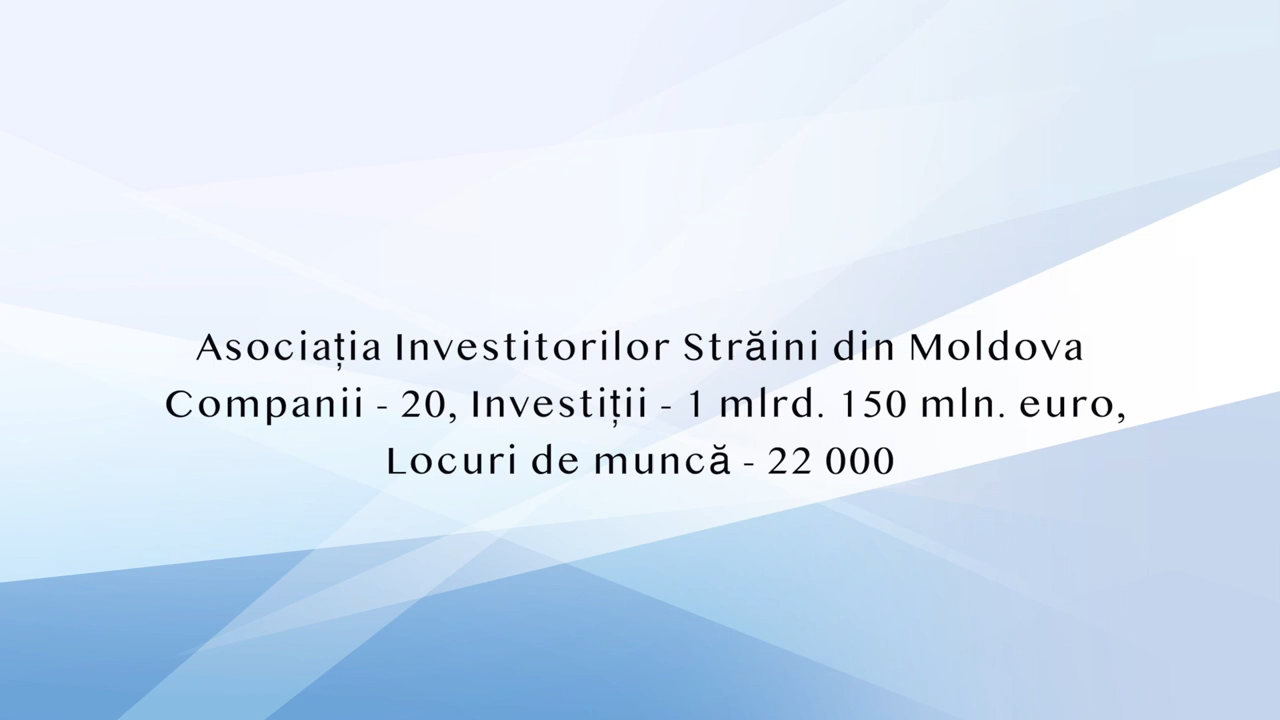 Asociația Investitorilor Străini din Moldova
Companii - 20, Investiții - 1 mlrd. 150 mln. euro,
Locuri de muncă - 22 000